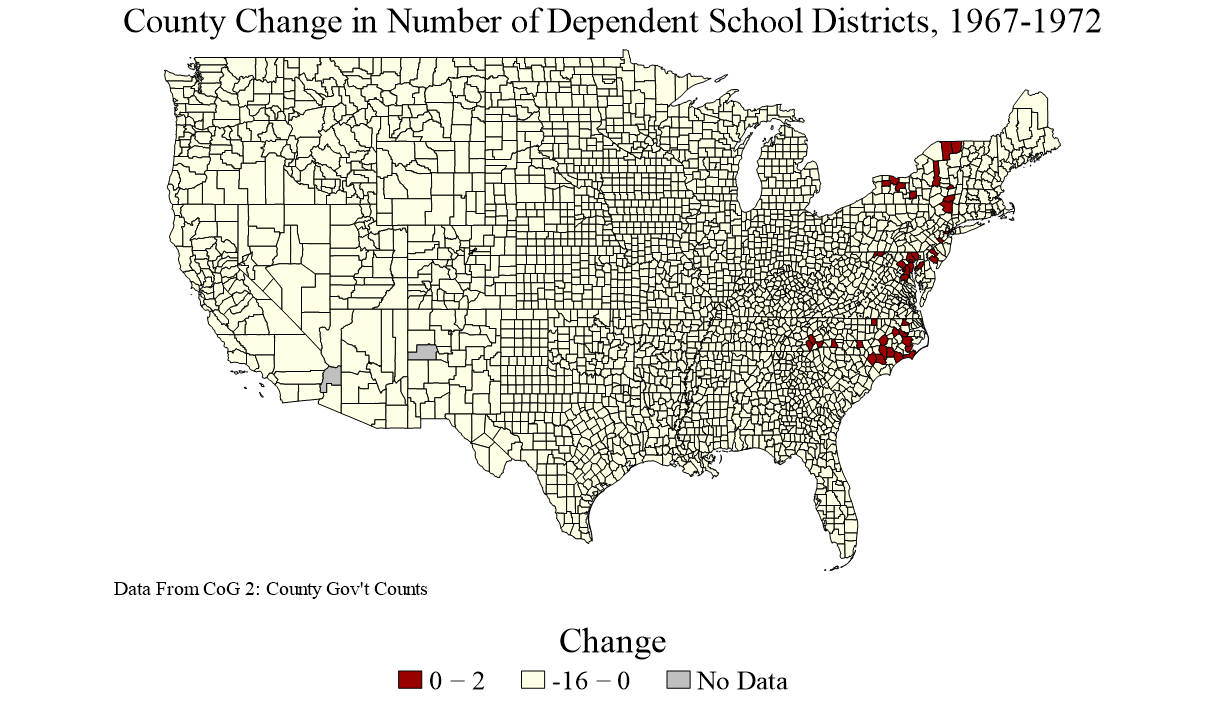 County Change in Number of Dependent School Districts, 1967-1972
Data From CoG 2: County Gov't Counts
Change
0 − 2
-16 − 0
No Data